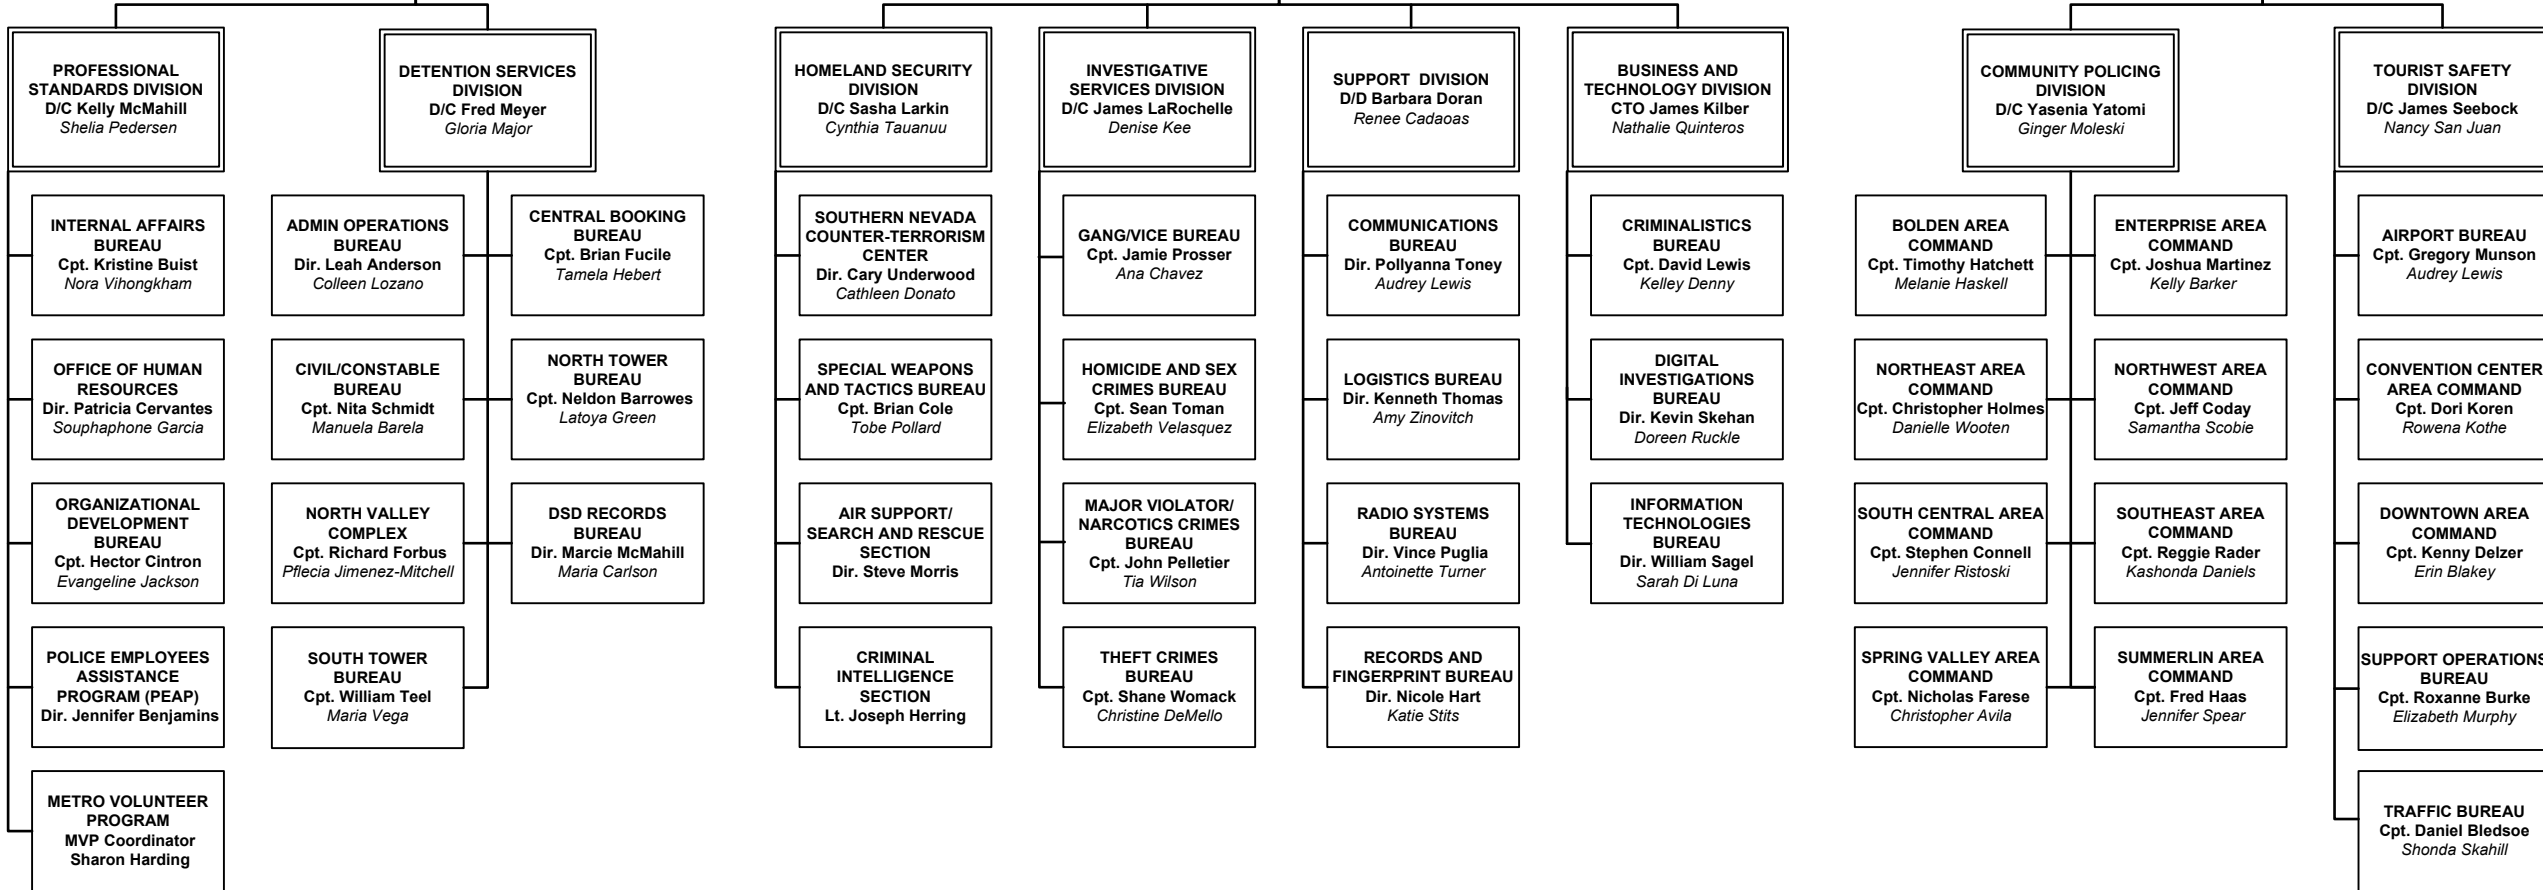 PROFESSIONAL
STANDARDS DIVISION
D/C Kelly McMahill
Shelia Pedersen
INTERNAL AFFAIRS
BUREAU
Cpt. Kristine Buist
Nora Vihongkham
OFFICE OF HUMAN
RESOURCES
Dir. Patricia Cervantes
Souphaphone Garcia
ORGANIZATIONAL
DEVELOPMENT
BUREAU
Cpt. Hector Cintron
Evangeline Jackson
POLICE EMPLOYEES
ASSISTANCE
PROGRAM (PEAP)
Dir. Jennifer Benjamins
METRO VOLUNTEER
PROGRAM
MVP Coordinator
Sharon Harding
DETENTION SERVICES
DIVISION
D/C Fred Meyer
Gloria Major
ADMIN OPERATIONS
BUREAU
Dir. Leah Anderson
Colleen Lozano
CENTRAL BOOKING
BUREAU
Cpt. Brian Fucile
Tamela Hebert
CIVIL/CONSTABLE
BUREAU
Cpt. Nita Schmidt
Manuela Barela
NORTH TOWER
BUREAU
Cpt. Neldon Barrowes
Latoya Green
NORTH VALLEY
COMPLEX
Cpt. Richard Forbus
Pflecia Jimenez-Mitchell
DSD RECORDS
BUREAU
Dir. Marcie McMahill
Maria Carlson
SOUTH TOWER
BUREAU
Cpt. William Teel
Maria Vega
HOMELAND SECURITY
DIVISION
D/C Sasha Larkin
Cynthia Tauanuu
SOUTHERN NEVADA
COUNTER-TERRORISM
CENTER
Dir. Cary Underwood
Cathleen Donato
SPECIAL WEAPONS
AND TACTICS BUREAU
Cpt. Brian Cole
Tobe Pollard
AIR SUPPORT/
SEARCH AND RESCUE
SECTION
Dir. Steve Morris
CRIMINAL
INTELLIGENCE
SECTION
Lt. Joseph Herring
INVESTIGATIVE
SERVICES DIVISION
D/C James LaRochelle
Denise Kee
GANG/VICE BUREAU
Cpt. Jamie Prosser
Ana Chavez
HOMICIDE AND SEX
CRIMES BUREAU
Cpt. Sean Toman
Elizabeth Velasquez
MAJOR VIOLATOR/
NARCOTICS CRIMES
BUREAU
Cpt. John Pelletier
Tia Wilson
THEFT CRIMES
BUREAU
Cpt. Shane Womack
Christine DeMello
SUPPORT DIVISION
D/D Barbara Doran
Renee Cadaoas
COMMUNICATIONS
BUREAU
Dir. Pollyanna Toney
Audrey Lewis
LOGISTICS BUREAU
Dir. Kenneth Thomas
Amy Zinovitch
RADIO SYSTEMS
BUREAU
Dir. Vince Puglia
Antoinette Turner
RECORDS AND
FINGERPRINT BUREAU
Dir. Nicole Hart
Katie Stits
BUSINESS AND
TECHNOLOGY DIVISION
CTO James Kilber
Nathalie Quinteros
CRIMINALISTICS
BUREAU
Cpt. David Lewis
Kelley Denny
DIGITAL
INVESTIGATIONS
BUREAU
Dir. Kevin Skehan
Doreen Ruckle
INFORMATION
TECHNOLOGIES
BUREAU
Dir. William Sagel
Sarah Di Luna
COMMUNITY POLICING
DIVISION
D/C Yasenia Yatomi
Ginger Moleski
BOLDEN AREA
COMMAND
Cpt. Timothy Hatchett
Melanie Haskell
ENTERPRISE AREA
COMMAND
Cpt. Joshua Martinez
Kelly Barker
NORTHEAST AREA
COMMAND
Cpt. Christopher Holmes
Danielle Wooten
NORTHWEST AREA
COMMAND
Cpt. Jeff Coday
Samantha Scobie
SOUTH CENTRAL AREA
COMMAND
Cpt. Stephen Connell
Jennifer Ristoski
SOUTHEAST AREA
COMMAND
Cpt. Reggie Rader
Kashonda Daniels
SPRING VALLEY AREA
COMMAND
Cpt. Nicholas Farese
Christopher Avila
SUMMERLIN AREA
COMMAND
Cpt. Fred Haas
Jennifer Spear
TOURIST SAFETY
DIVISION
D/C James Seebock
Nancy San Juan
AIRPORT BUREAU
Cpt. Gregory Munson
Audrey Lewis
CONVENTION CENTER
AREA COMMAND
Cpt. Dori Koren
Rowena Kothe
DOWNTOWN AREA
COMMAND
Cpt. Kenny Delzer
Erin Blakey
SUPPORT OPERATIONS
BUREAU
Cpt. Roxanne Burke
Elizabeth Murphy
TRAFFIC BUREAU
Cpt. Daniel Bledsoe
Shonda Skahill